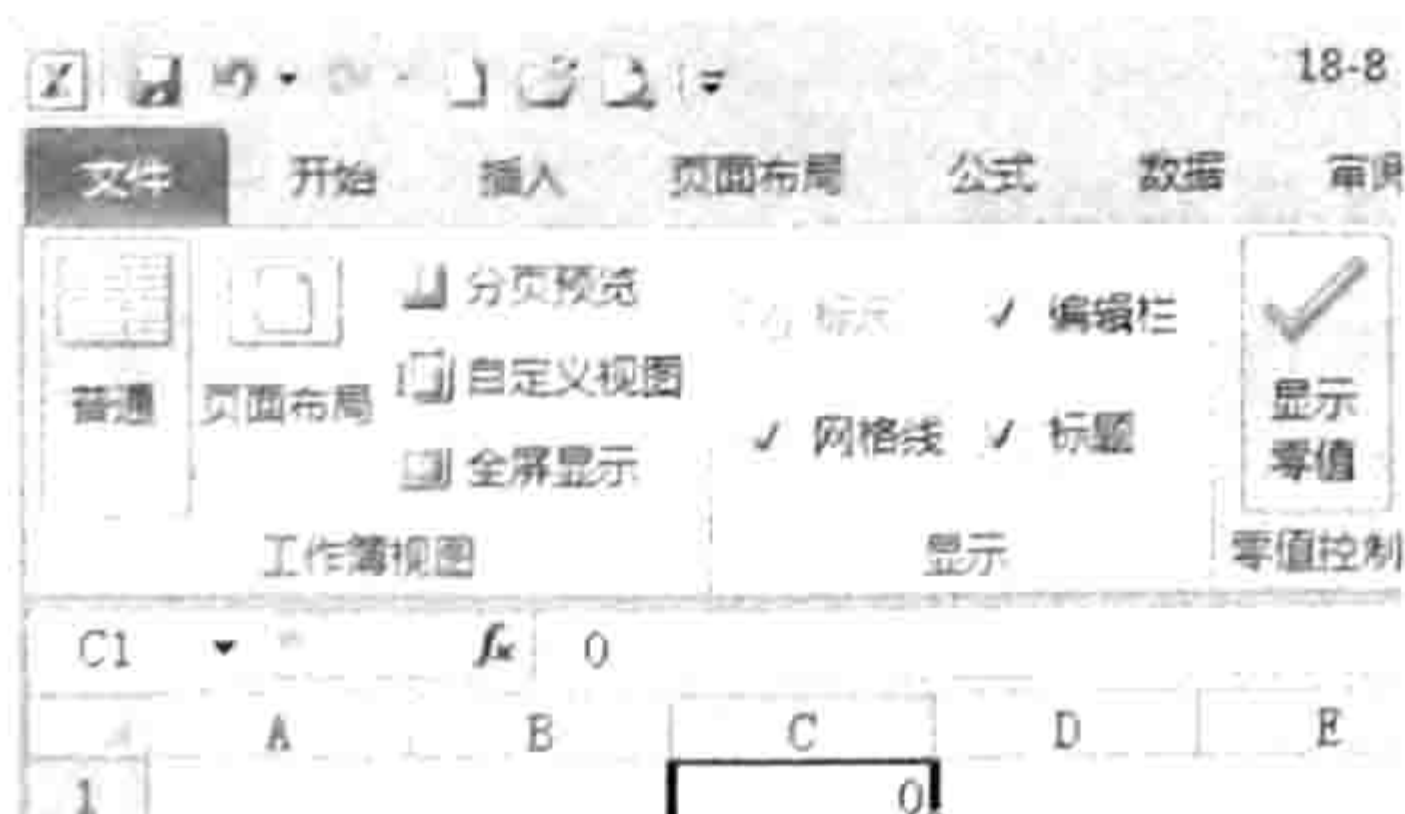 18-8
文件 开始 插入 页面布局 公式 数据
普通 页面布局 分页预览 自定义视图 全屏显示
工作簿视图
标尺 编辑栏
网格线 标题
显示
显示
零值
零值控制
C1 fx 0
A B C D E
1 0